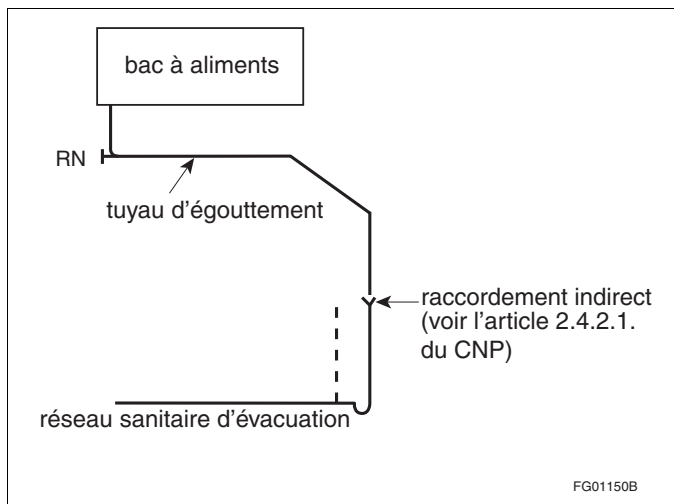 bac à aliments
RN
tuyau d'égouttement
raccordement indirect
(voir l'article 2.4.2.1.
du CNP)
réseau sanitaire d'évacuation
FG01150B